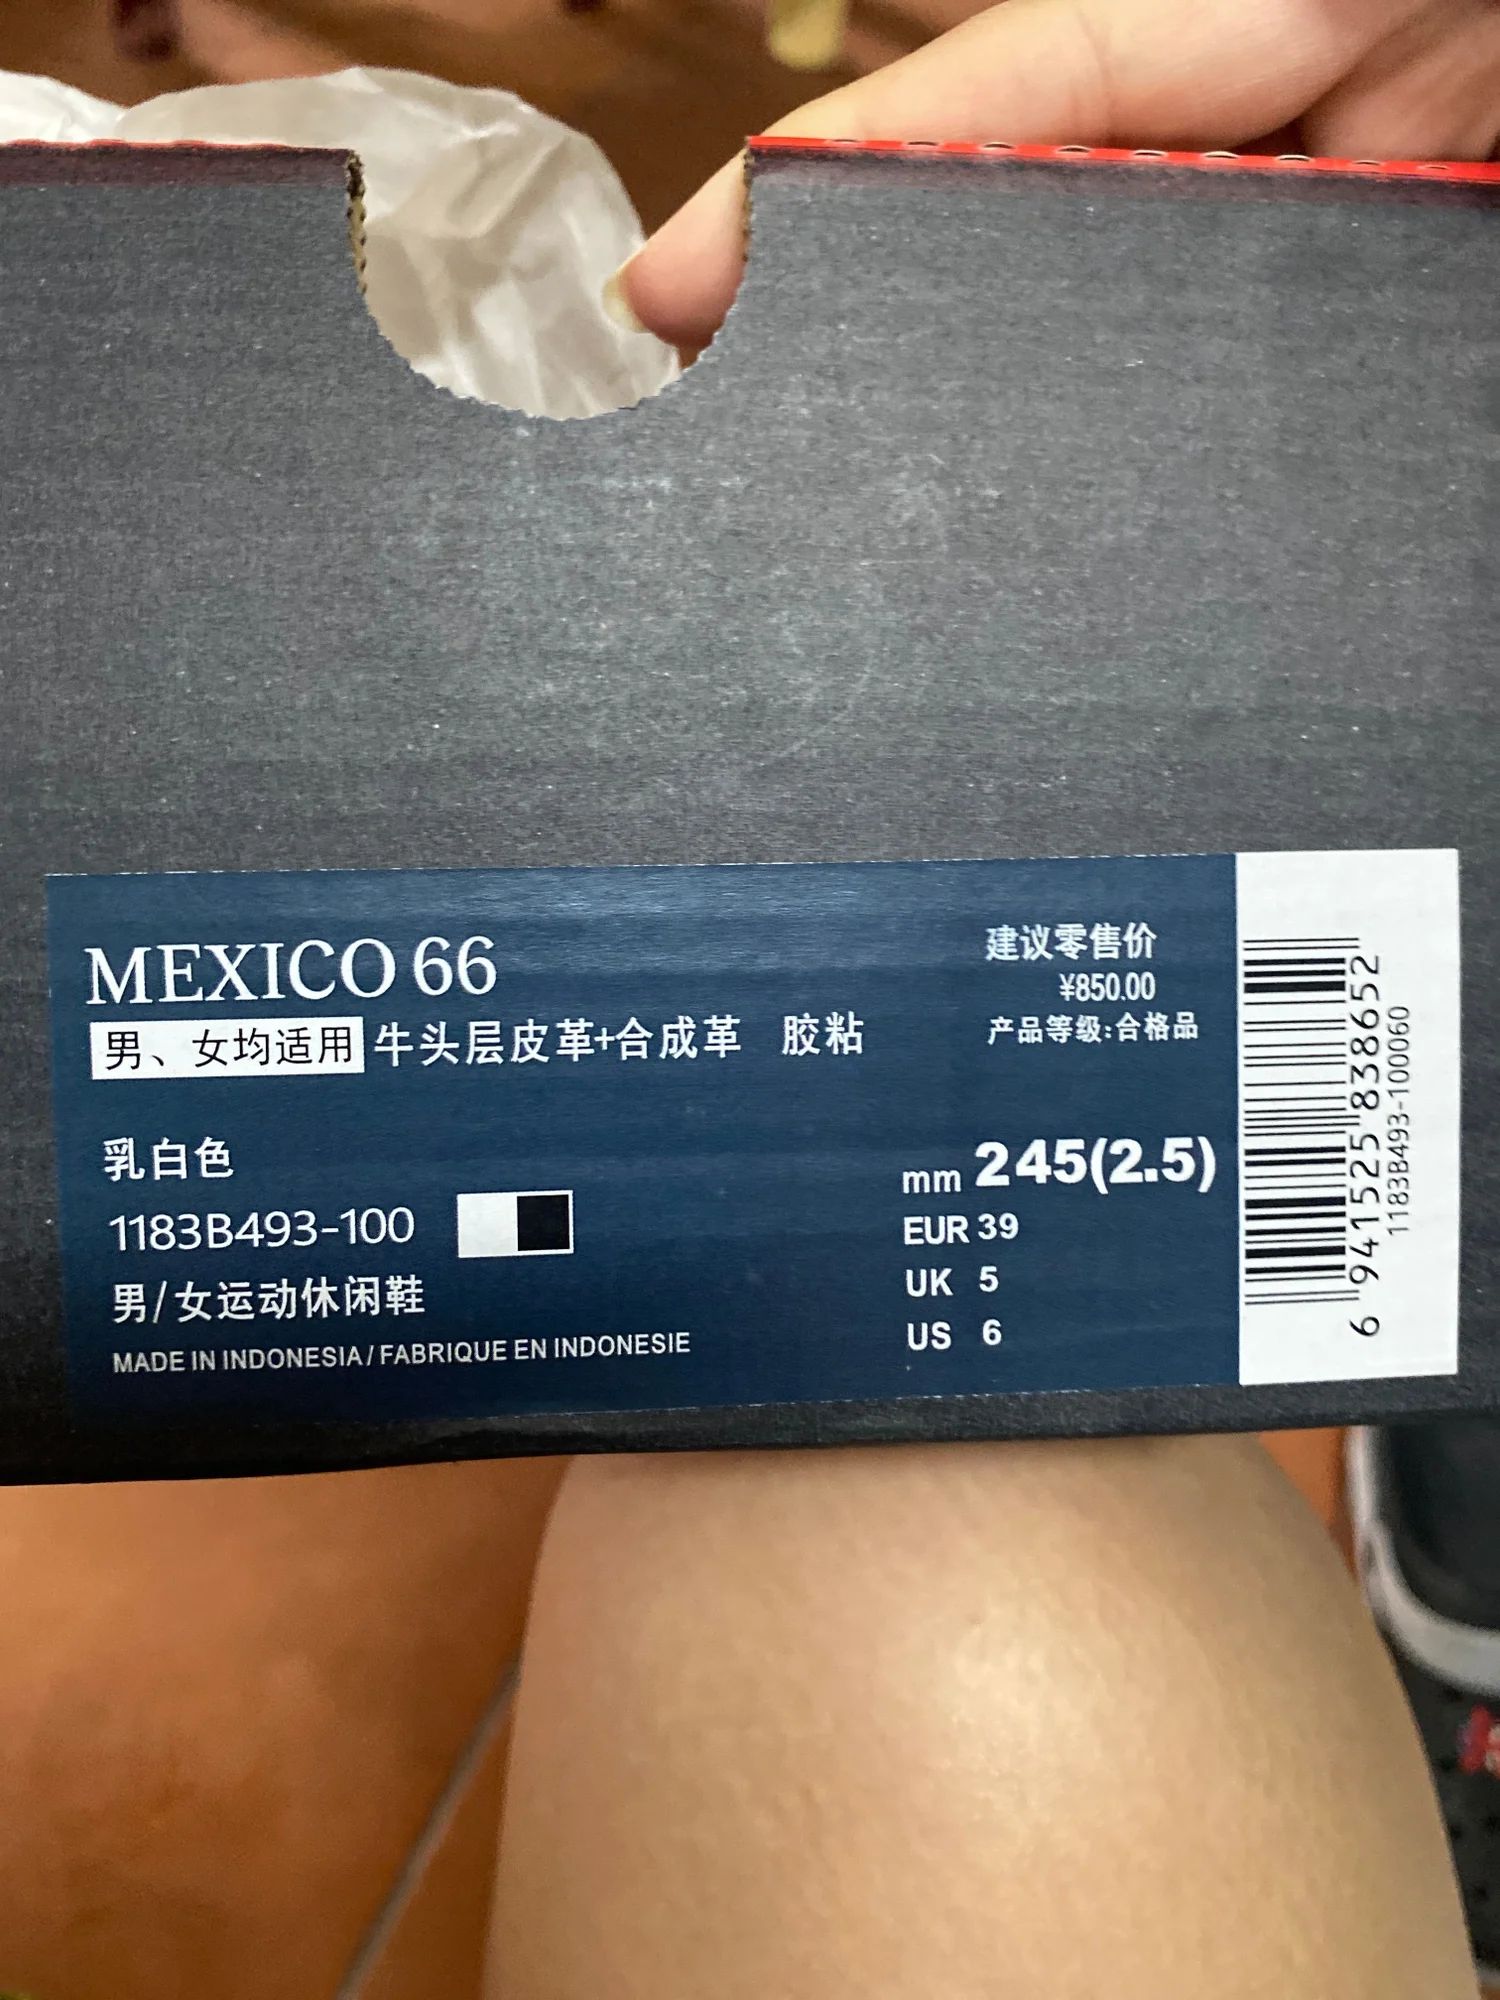 MEXICO 66
男、女均适用 牛头层皮革+合成革 胶粘
建议零售价
¥850.00
产品等级:合格品
乳白色
1183B493-100
男/女运动休闲鞋
MADE IN INDONESIA / FABRIQUE EN INDONESIE
mm 245(2.5)
EUR 39
UK 5
US 6
6 941525 838652
1183B493-100060